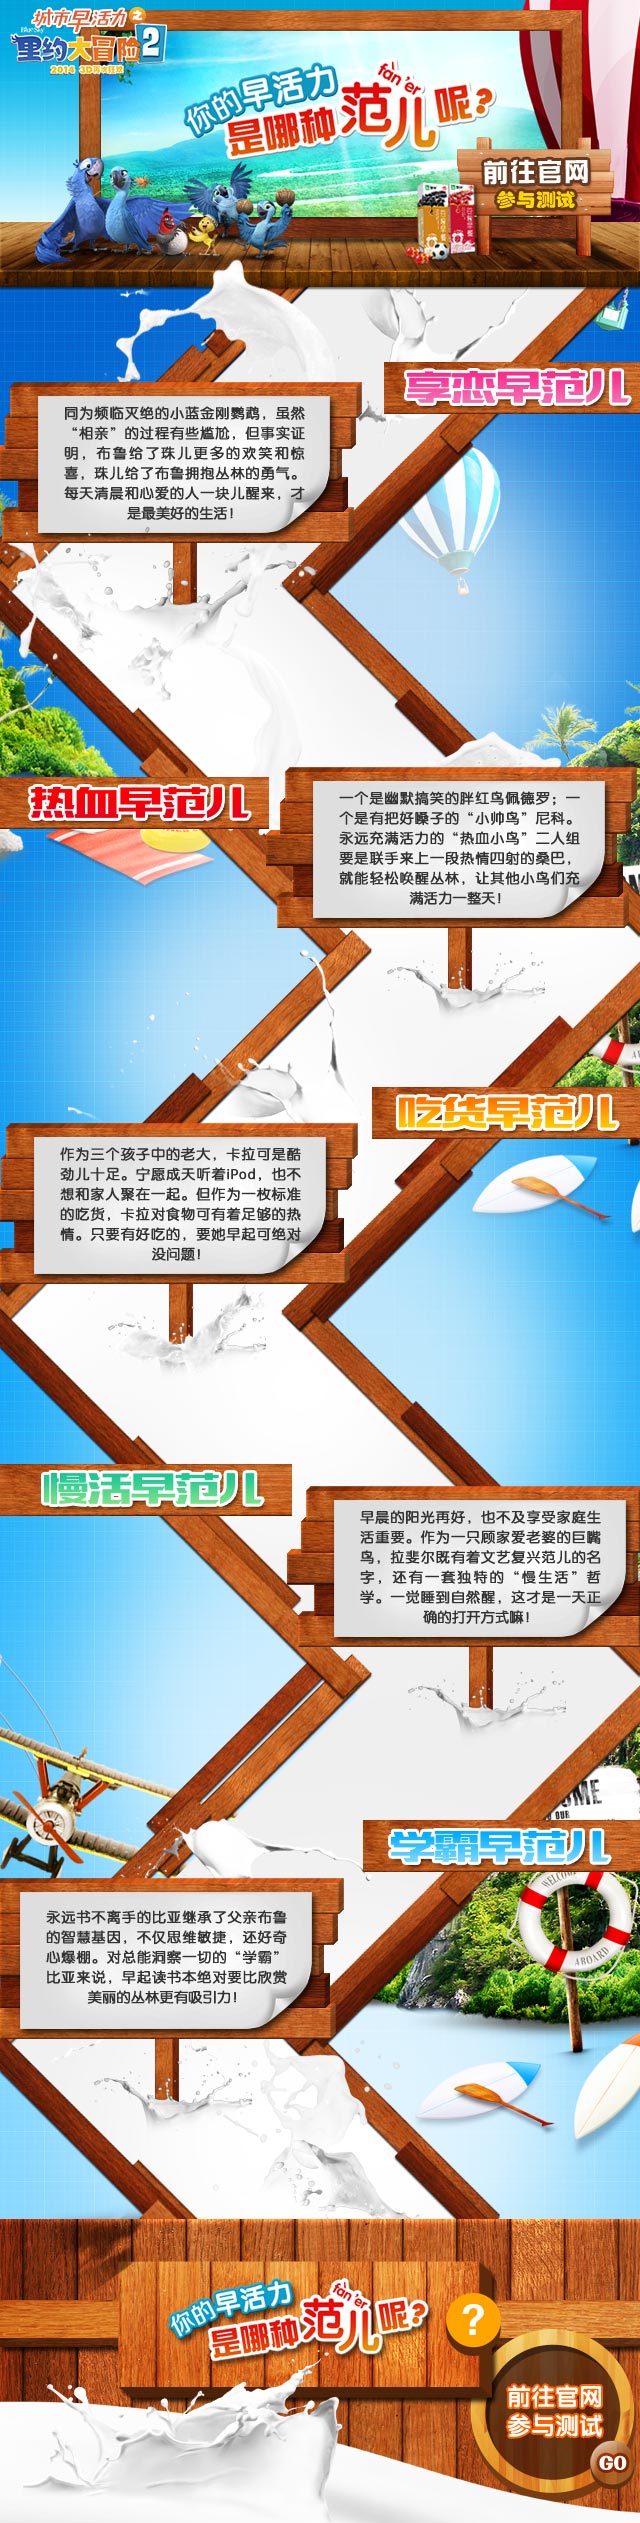 城市早活力之
Blue Sky
里约大冒险2
2014 3D再续狂欢
你的早活力
是哪种范儿呢?
fān'er
前往官网
参与测试
享恋早范儿
同为频临灭绝的小蓝金刚鹦鹉，虽然
“相亲”的过程有些尴尬，但事实证
明，布鲁给了珠儿更多的欢笑和惊
喜，珠儿给了布鲁拥抱丛林的勇气。
每天清晨和心爱的人一块儿醒来，才
是最美好的生活！
热血早范儿
一个是幽默搞笑的胖红鸟佩德罗；一
个是有把好嗓子的“小帅鸟”尼科。
永远充满活力的“热血小鸟”二人组
要是联手来上一段热情四射的桑巴，
就能轻松唤醒丛林，让其他小鸟们充
满活力一整天！
吃货早范儿
作为三个孩子中的老大，卡拉可是酷
劲儿十足。宁愿成天听着iPod，也不
想和家人聚在一起。但作为一枚标准
的吃货，卡拉对食物可有着足够的热
情。只要有好吃的，要她早起可绝对
没问题！
慢活早范儿
早晨的阳光再好，也不及享受家庭生
活重要。作为一只顾家爱老婆的巨嘴
鸟，拉斐尔既有着文艺复兴范儿的名
字，还有一套独特的“慢生活”哲
学。一觉睡到自然醒，这才是一天正
确的打开方式嘛！
学霸早范儿
永远书不离手的比亚继承了父亲布鲁
的智慧基因，不仅思维敏捷，还好奇
心爆棚。对总能洞察一切的“学霸”
比亚来说，早起读书本绝对要比欣赏
美丽的丛林更有吸引力！
WELCOME
ABOARD
你的早活力
是哪种范儿呢?
fān'er
?
前往官网
参与测试
GO